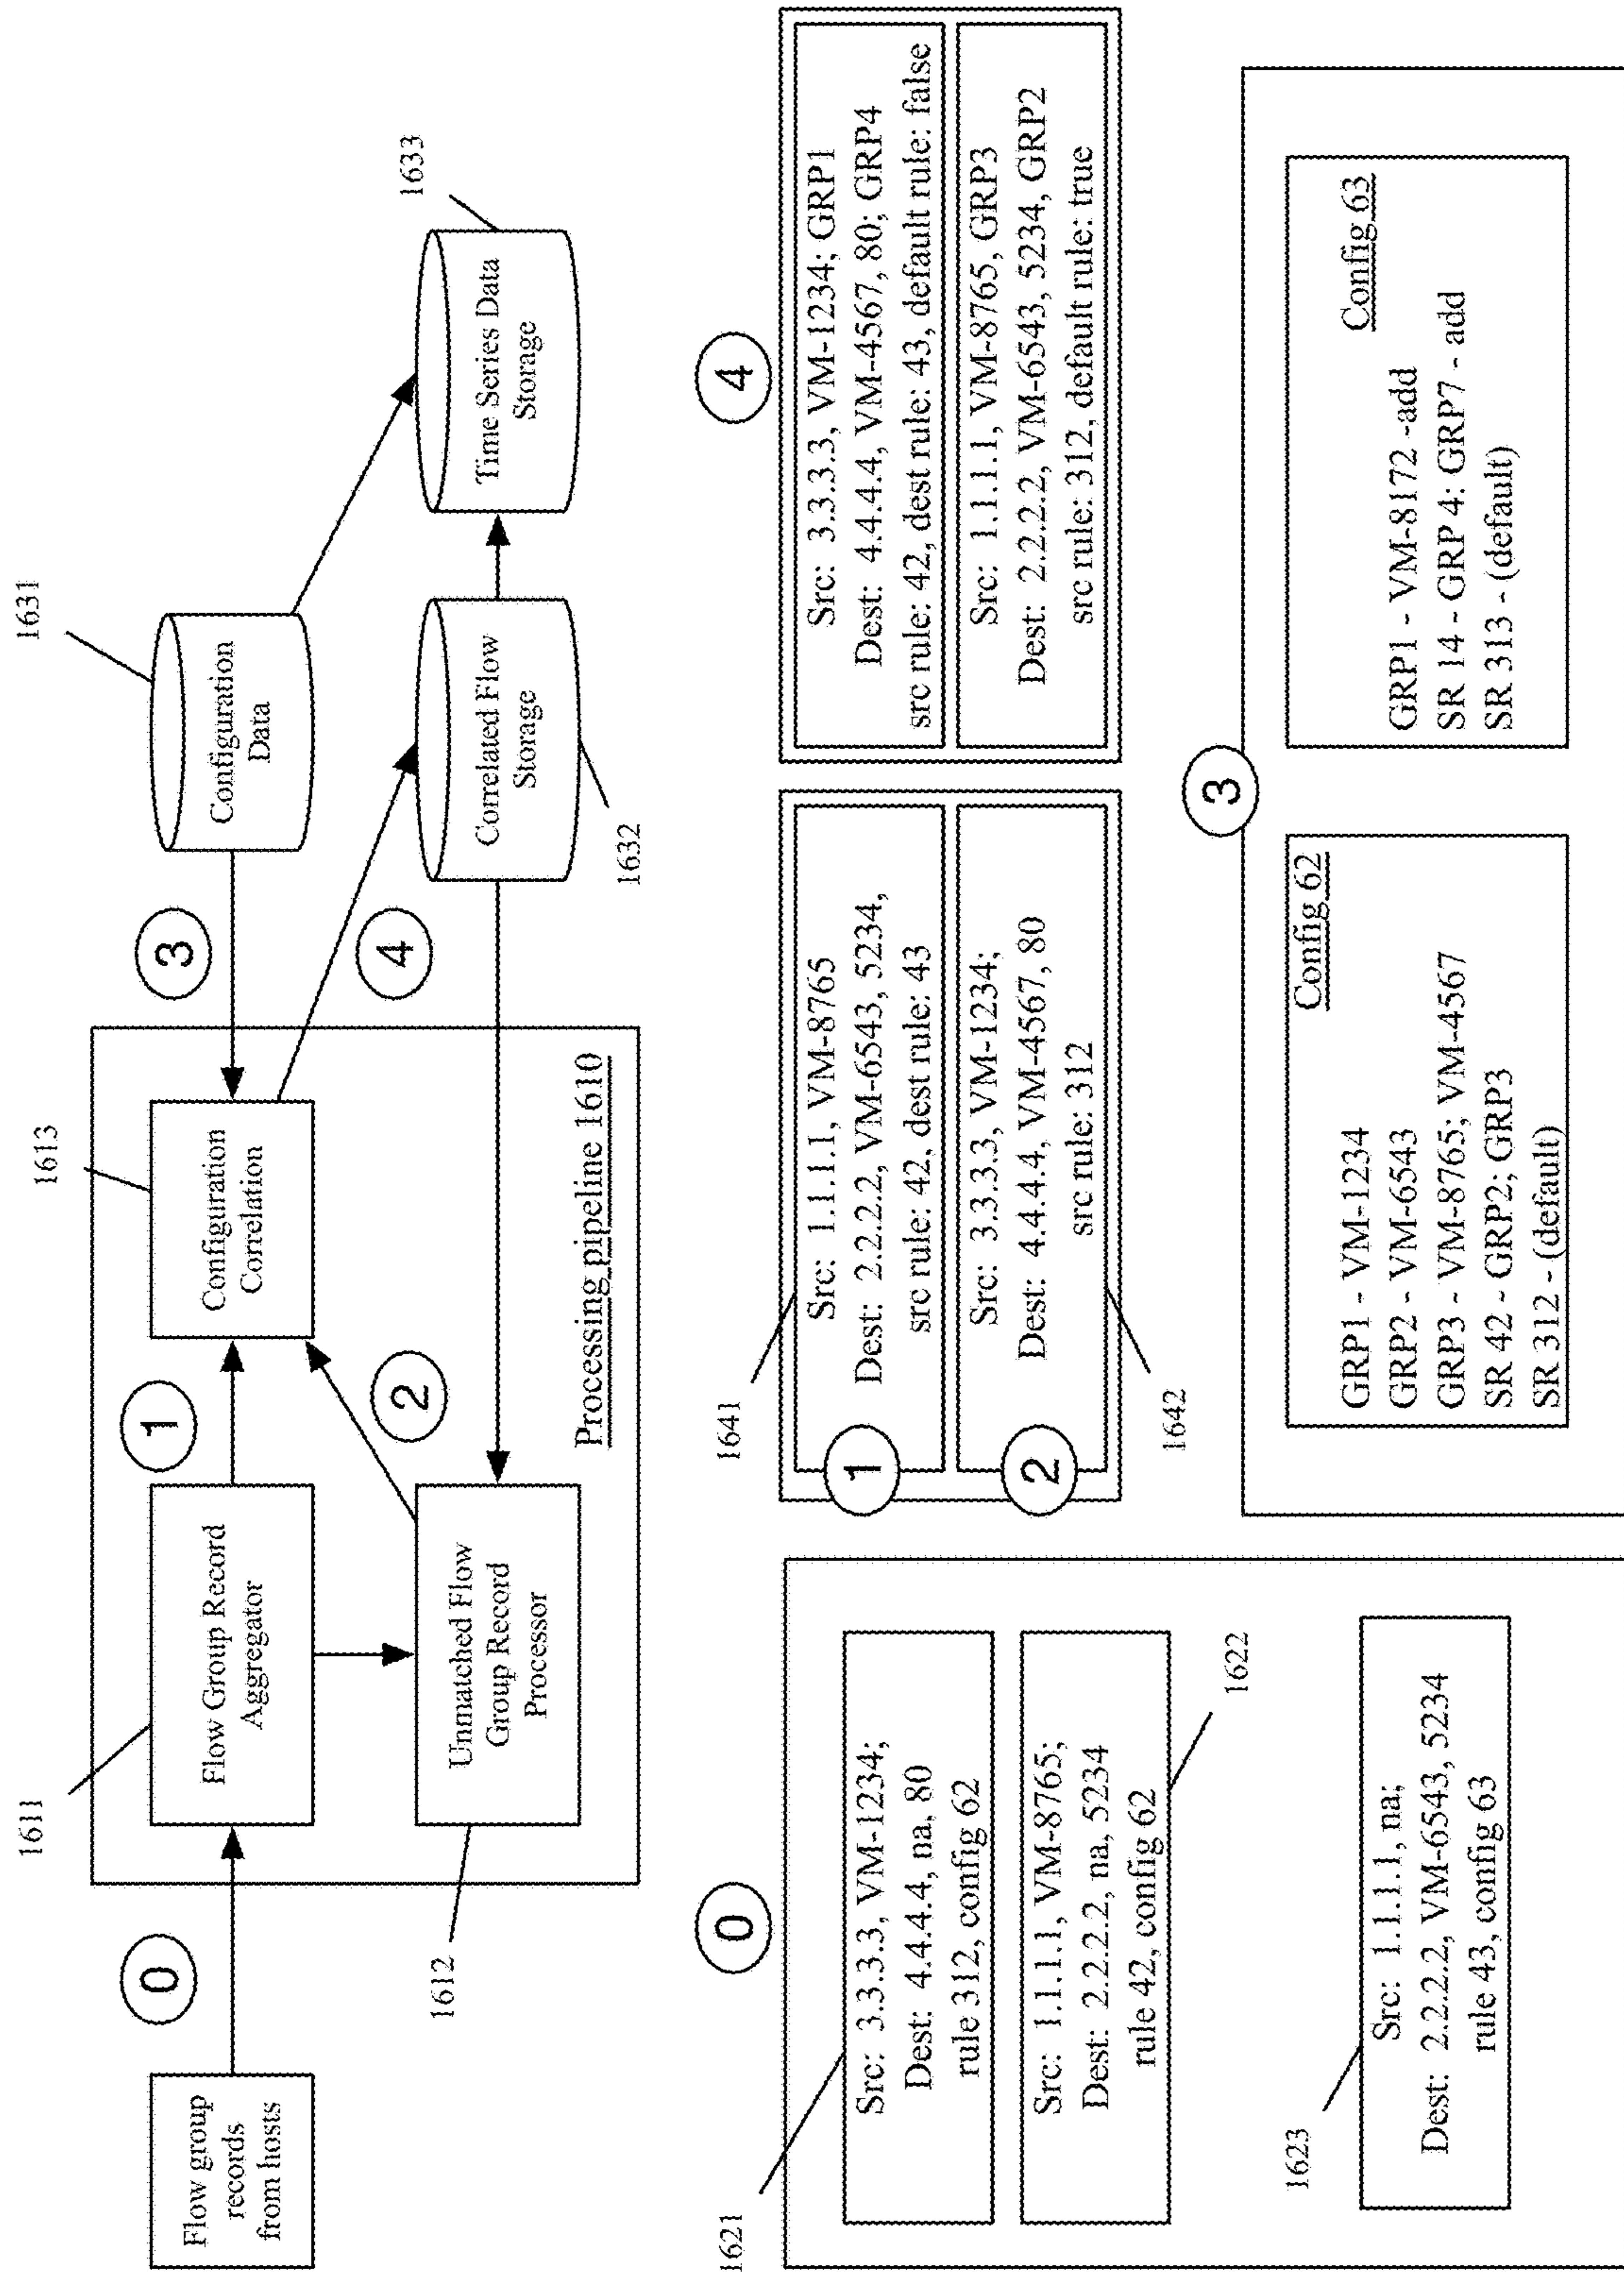 Flow group
records
from hosts
0
1611
Flow Group Record
Aggregator
1
1613
Configuration
Correlation
3
1631
Configuration
Data
1612
Unmatched Flow
Group Record
Processor
2
Processing pipeline 1610
4
Correlated Flow
Storage
1632
Time Series Data
Storage
1633
0
1621
Src: 3.3.3.3, VM-1234;
Dest: 4.4.4.4, na, 80
rule 312, config 62
Src: 1.1.1.1, VM-8765;
Dest: 2.2.2.2, na, 5234
rule 42, config 62
1622
1623
Src: 1.1.1.1, na;
Dest: 2.2.2.2, VM-6543, 5234
rule 43, config 63
1641
1
Src: 1.1.1.1, VM-8765
Dest: 2.2.2.2, VM-6543, 5234,
src rule: 42, dest rule: 43
2
Src: 3.3.3.3, VM-1234;
Dest: 4.4.4.4, VM-4567, 80
src rule: 312
1642
4
Src: 3.3.3.3, VM-1234; GRP1
Dest: 4.4.4.4, VM-4567, 80; GRP4
src rule: 42, dest rule: 43, default rule: false
Src: 1.1.1.1, VM-8765, GRP3
Dest: 2.2.2.2, VM-6543, 5234, GRP2
src rule: 312, default rule: true
3
Config 62
GRP1 - VM-1234
GRP2 - VM-6543
GRP3 - VM-8765; VM-4567
SR 42 - GRP2; GRP3
SR 312 - (default)
Config 63
GRP1 - VM-8172 -add
SR 14 - GRP 4: GRP7 - add
SR 313 - (default)